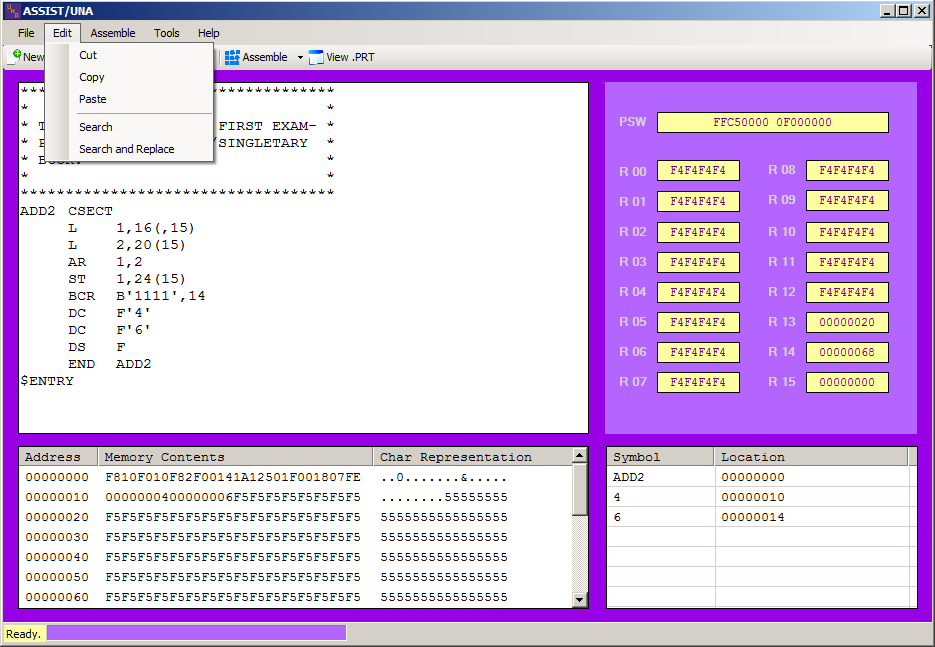 ASSIST/UNA
File Edit Assemble Tools Help
New Assemble View .PRT
Cut
Copy
Paste
Search
Search and Replace
* T FIRST EXAM- *
* /SINGLETARY *
* BOOK. *
* *
***********************************
ADD2 CSECT
L 1,16(,15)
L 2,20(15)
AR 1,2
ST 1,24(15)
BCR B'1111',14
DC F'4'
DC F'6'
DS F
END ADD2
$ENTRY
PSW FFC50000 0F000000
R 00 F4F4F4F4 R 08 F4F4F4F4
R 01 F4F4F4F4 R 09 F4F4F4F4
R 02 F4F4F4F4 R 10 F4F4F4F4
R 03 F4F4F4F4 R 11 F4F4F4F4
R 04 F4F4F4F4 R 12 F4F4F4F4
R 05 F4F4F4F4 R 13 00000020
R 06 F4F4F4F4 R 14 00000068
R 07 F4F4F4F4 R 15 00000000
Address Memory Contents Char Representation
00000000 F810F010F82F00141A12501F001807FE ..0.......&.....
00000010 0000000400000006F5F5F5F5F5F5F5F5 ........55555555
00000020 F5F5F5F5F5F5F5F5F5F5F5F5F5F5F5F5 5555555555555555
00000030 F5F5F5F5F5F5F5F5F5F5F5F5F5F5F5F5 5555555555555555
00000040 F5F5F5F5F5F5F5F5F5F5F5F5F5F5F5F5 5555555555555555
00000050 F5F5F5F5F5F5F5F5F5F5F5F5F5F5F5F5 5555555555555555
00000060 F5F5F5F5F5F5F5F5F5F5F5F5F5F5F5F5 5555555555555555
Symbol Location
ADD2 00000000
4 00000010
6 00000014
Ready.